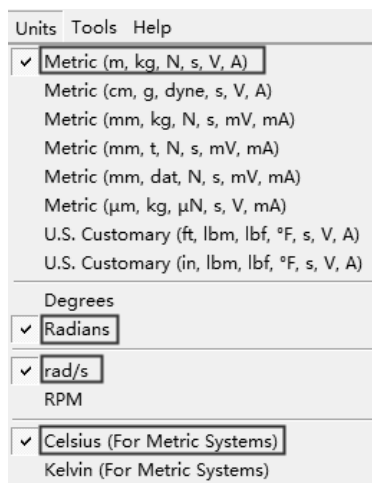 Units Tools Help
Metric (m, kg, N, s, V, A)
Metric (cm, g, dyne, s, V, A)
Metric (mm, kg, N, s, mV, mA)
Metric (mm, t, N, s, mV, mA)
Metric (mm, dat, N, s, mV, mA)
Metric (μm, kg, μN, s, V, mA)
U.S. Customary (ft, lbm, lbf, °F, s, V, A)
U.S. Customary (in, lbm, lbf, °F, s, V, A)
Degrees
Radians
rad/s
RPM
Celsius (For Metric Systems)
Kelvin (For Metric Systems)